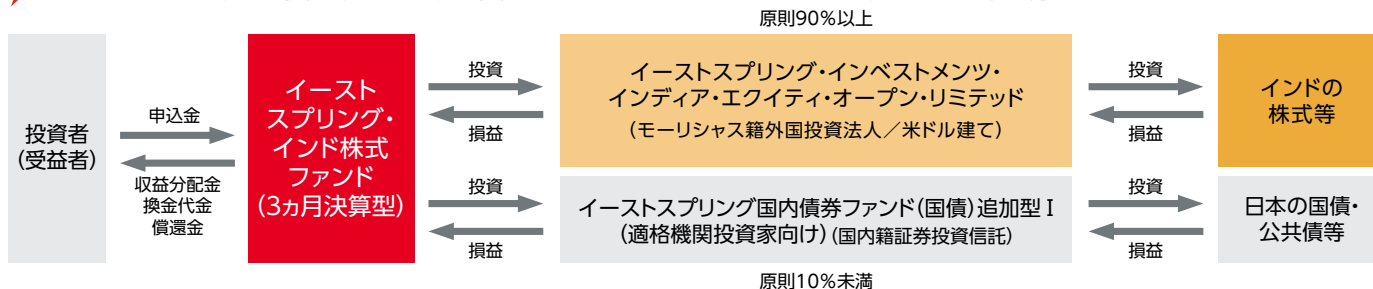 原則90％以上
投資者
(受益者)
申込金
収益分配金
換金代金
償還金
イースト
スプリング・
インド株式
ファンド
(3ヵ月決算型)
投資
損益
投資
損益
イーストスプリング・インベストメンツ・
インディア・エクイティ・オープン・リミテッド
（モーリシャス籍外国投資法人／米ドル建て）
イーストスプリング国内債券ファンド（国債）追加型Ⅰ
（適格機関投資家向け）（国内籍証券投資信託）
投資
損益
投資
損益
インドの
株式等
日本の国債・
公共債等
原則10％未満